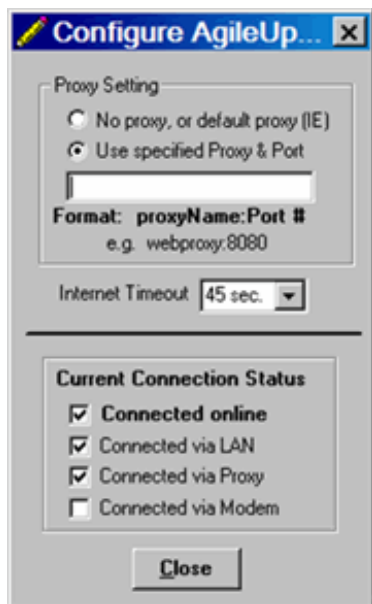 Configure AgileUp...
Proxy Setting
No proxy, or default proxy (IE)
Use specified Proxy & Port
Format: proxyName:Port #
e.g. webproxy:8080
Internet Timeout 45 sec.
Current Connection Status
Connected online
Connected via LAN
Connected via Proxy
Connected via Modem
Close